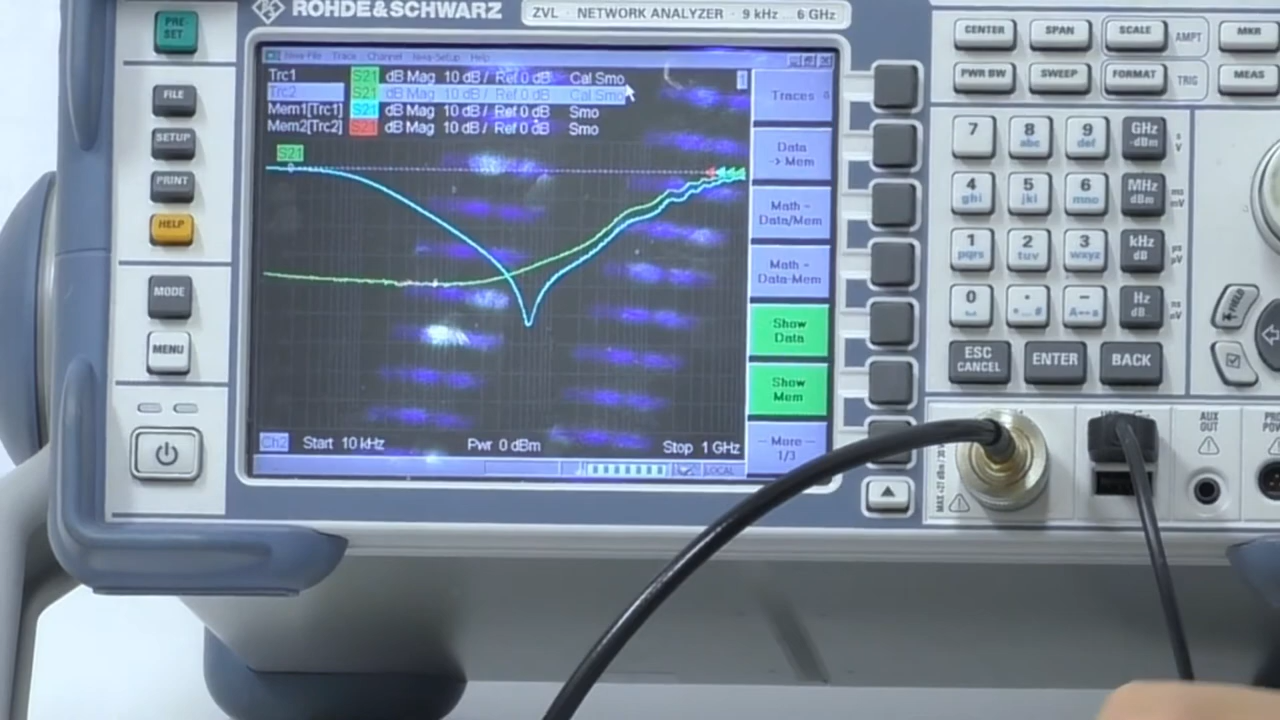 ROHDE&SCHWARZ
ZVL · NETWORK ANALYZER · 9 kHz ... 6 GHz
PRE-
SET
FILE
SETUP
PRINT
HELP
MODE
MENU
Trace Channel Help
Trc1 S21 dB Mag 10 dB / Ref 0 dB Cal Smo
Trc2 S21 dB Mag 10 dB / Ref 0 dB Cal Smo
Mem1[Trc1] S21 dB Mag 10 dB / Ref 0 dB Smo
Mem2[Trc2] S21 dB Mag 10 dB / Ref 0 dB Smo
S21
Ch2 Start 10 kHz Pwr 0 dBm Stop 1 GHz
LOCAL
Traces
Data
-> Mem
Math =
Data/Mem
Math =
Data-Mem
Show
Data
Show
Mem
— More —
1/3
CENTER SPAN SCALE AMPT MKR
PWR BW SWEEP FORMAT TRIG MEAS
7 8 abc 9 def GHz -dBm
4 ghi 5 jkl 6 mno MHz dBm
1 pqrs 2 tuv 3 wxyz kHz dB
0 . - Hz dB..
ESC
CANCEL
ENTER
BACK
FIELD
AUX
OUT